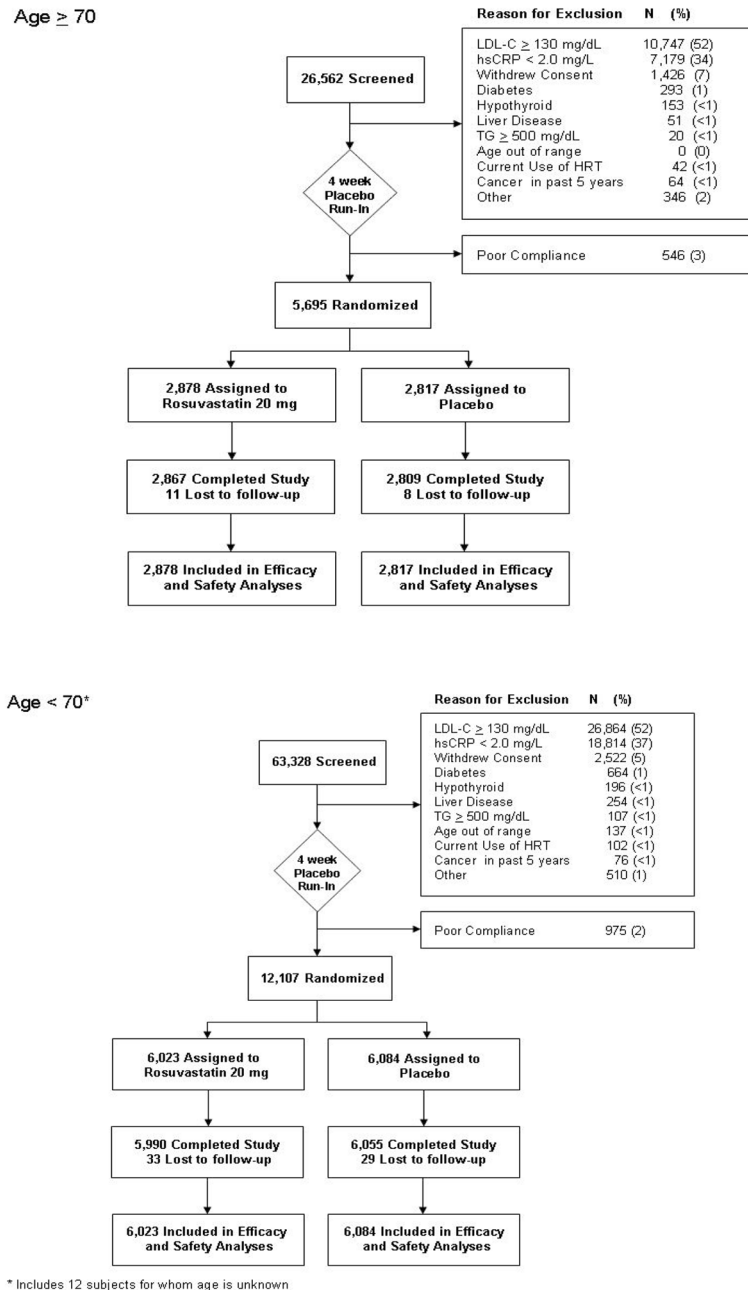 Age ≥ 70
Reason for Exclusion N (%)
LDL-C ≥ 130 mg/dL 10,747 (52)
hsCRP < 2.0 mg/L 7,179 (34)
Withdrew Consent 1,426 (7)
Diabetes 293 (1)
Hypothyroid 153 (<1)
Liver Disease 51 (<1)
TG ≥ 500 mg/dL 20 (<1)
Age out of range 0 (0)
Current Use of HRT 42 (<1)
Cancer in past 5 years 64 (<1)
Other 346 (2)
26,562 Screened
4 week
Placebo
Run-In
Poor Compliance 546 (3)
5,695 Randomized
2,878 Assigned to
Rosuvastatin 20 mg
2,817 Assigned to
Placebo
2,867 Completed Study
11 Lost to follow-up
2,809 Completed Study
8 Lost to follow-up
2,878 Included in Efficacy
and Safety Analyses
2,817 Included in Efficacy
and Safety Analyses
Age < 70*
Reason for Exclusion N (%)
LDL-C ≥ 130 mg/dL 26,864 (52)
hsCRP < 2.0 mg/L 18,814 (37)
Withdrew Consent 2,522 (5)
Diabetes 664 (1)
Hypothyroid 196 (<1)
Liver Disease 254 (<1)
TG ≥ 500 mg/dL 107 (<1)
Age out of range 137 (<1)
Current Use of HRT 102 (<1)
Cancer in past 5 years 76 (<1)
Other 510 (1)
63,328 Screened
4 week
Placebo
Run-In
Poor Compliance 975 (2)
12,107 Randomized
6,023 Assigned to
Rosuvastatin 20 mg
6,084 Assigned to
Placebo
5,990 Completed Study
33 Lost to follow-up
6,055 Completed Study
29 Lost to follow-up
6,023 Included in Efficacy
and Safety Analyses
6,084 Included in Efficacy
and Safety Analyses
* Includes 12 subjects for whom age is unknown